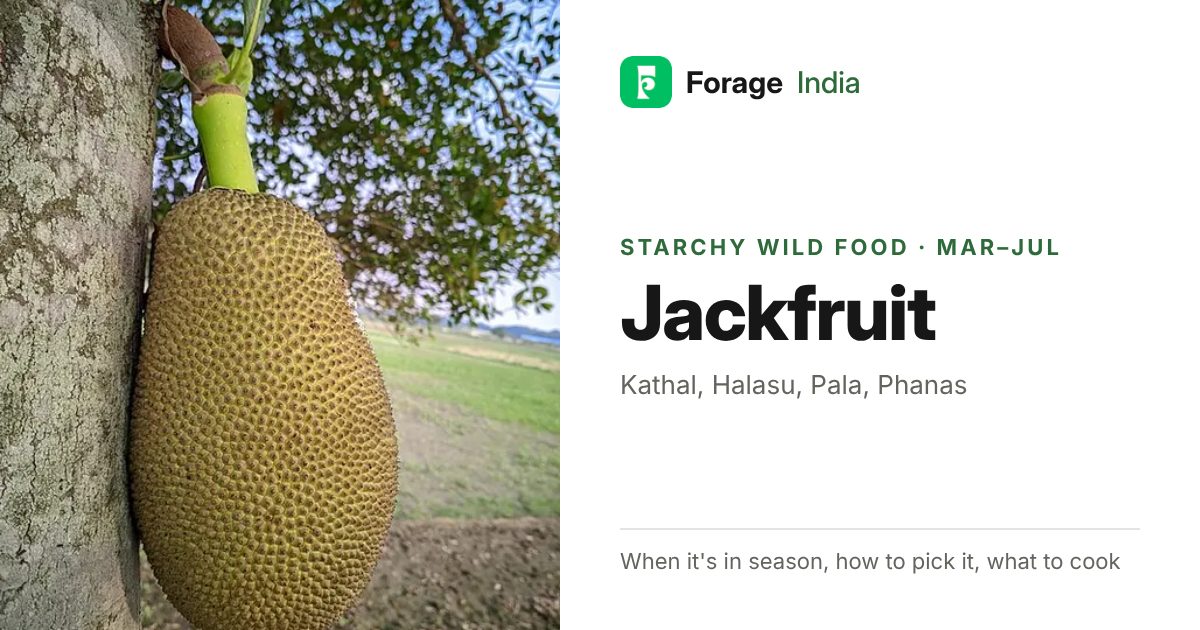 Forage India
STARCHY WILD FOOD · MAR–JUL
Jackfruit
Kathal, Halasu, Pala, Phanas
When it's in season, how to pick it, what to cook